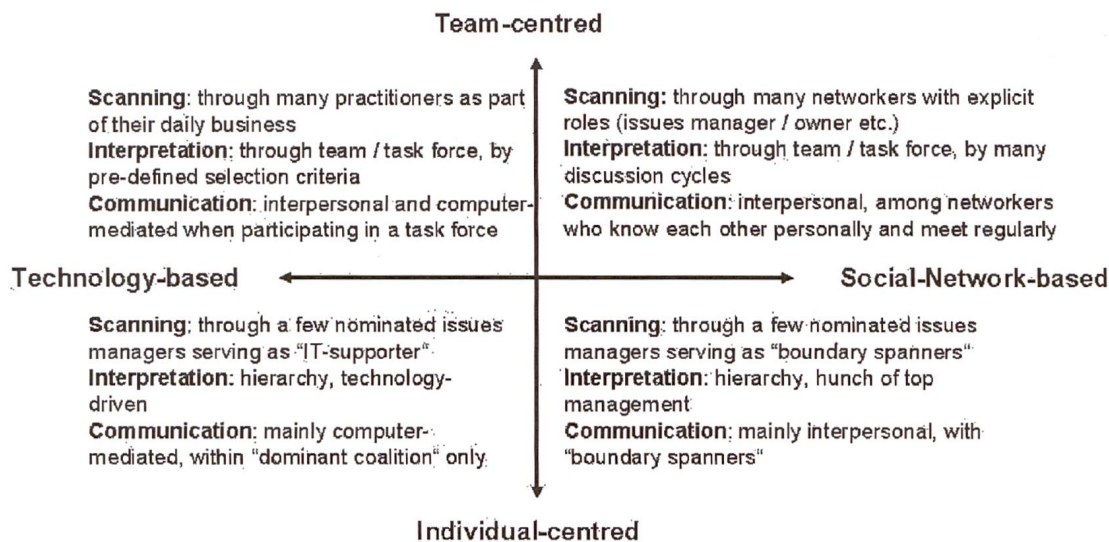 Team-centred
Scanning: through many practitioners as part
of their daily business
Interpretation: through team / task force, by
pre-defined selection criteria
Communication: interpersonal and computer-
mediated when participating in a task force
Scanning: through many networkers with explicit
roles (issues manager / owner etc.)
Interpretation: through team / task force, by many
discussion cycles
Communication: interpersonal, among networkers
who know each other personally and meet regularly
Technology-based
Social-Network-based
Scanning: through a few nominated issues
managers serving as "IT-supporter"
Interpretation: hierarchy, technology-
driven
Communication: mainly computer-
mediated, within "dominant coalition" only
Scanning: through a few nominated issues
managers serving as "boundary spanners"
Interpretation: hierarchy, hunch of top
management
Communication: mainly interpersonal, with
"boundary spanners"
Individual-centred